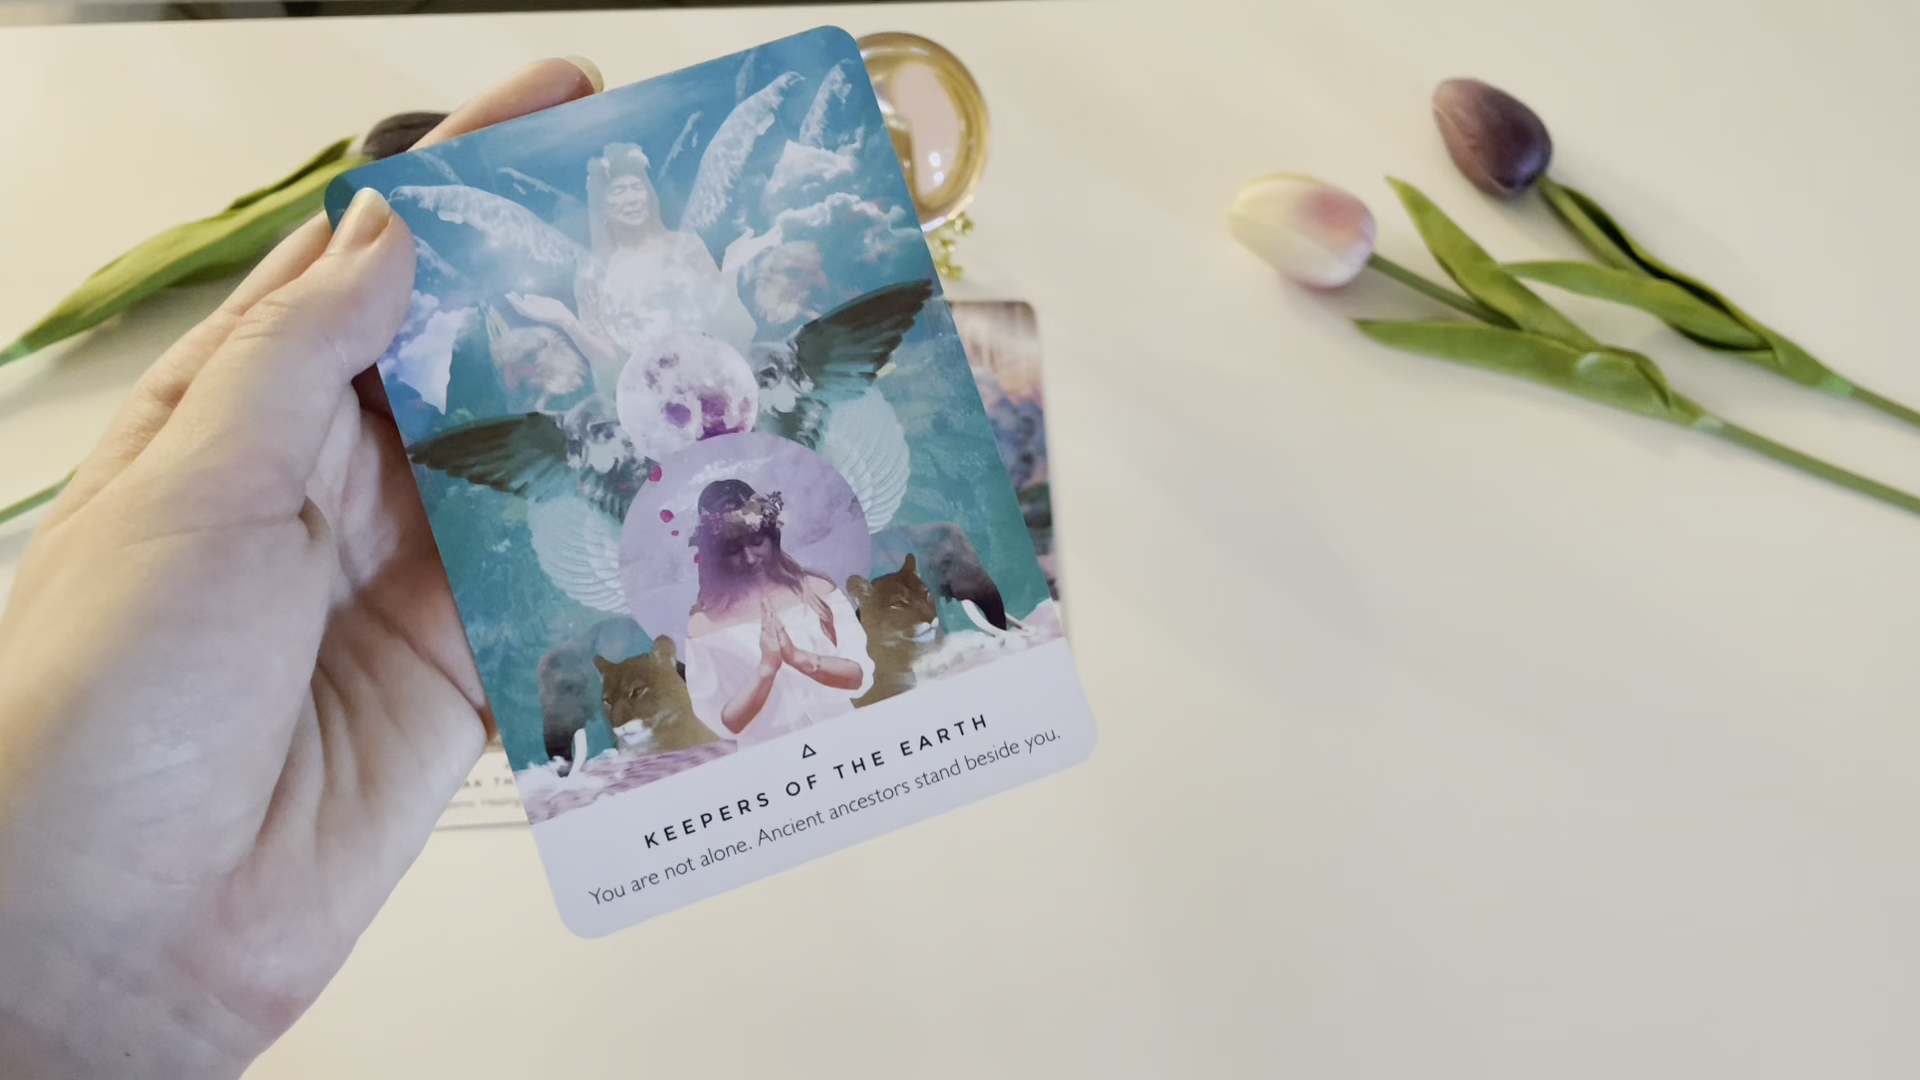 KEEPERS OF THE EARTH
You are not alone. Ancient ancestors stand beside you.